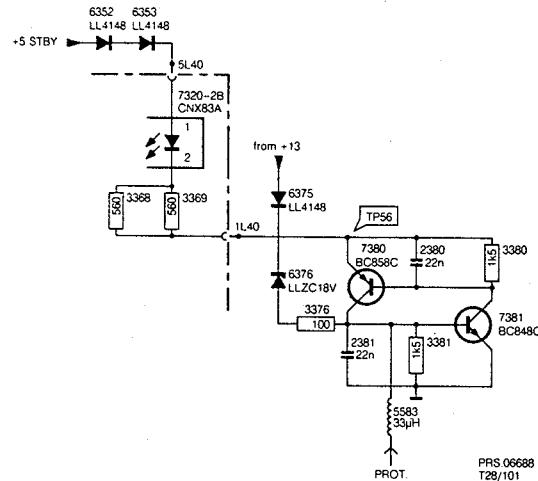 6352
LL4148
6353
LL4148
+5 STBY
5L40
7320-2B
CNX83A
1
2
from +13
6375
LL4148
560
3368
560
3369
1L40
TP56
7380
BC858C
2380
22n
1k5
3380
6376
LLZC18V
3376
100
7381
BC848C
2381
22n
1k5
3381
5583
33µH
PROT.
PRS.06688
T28/101